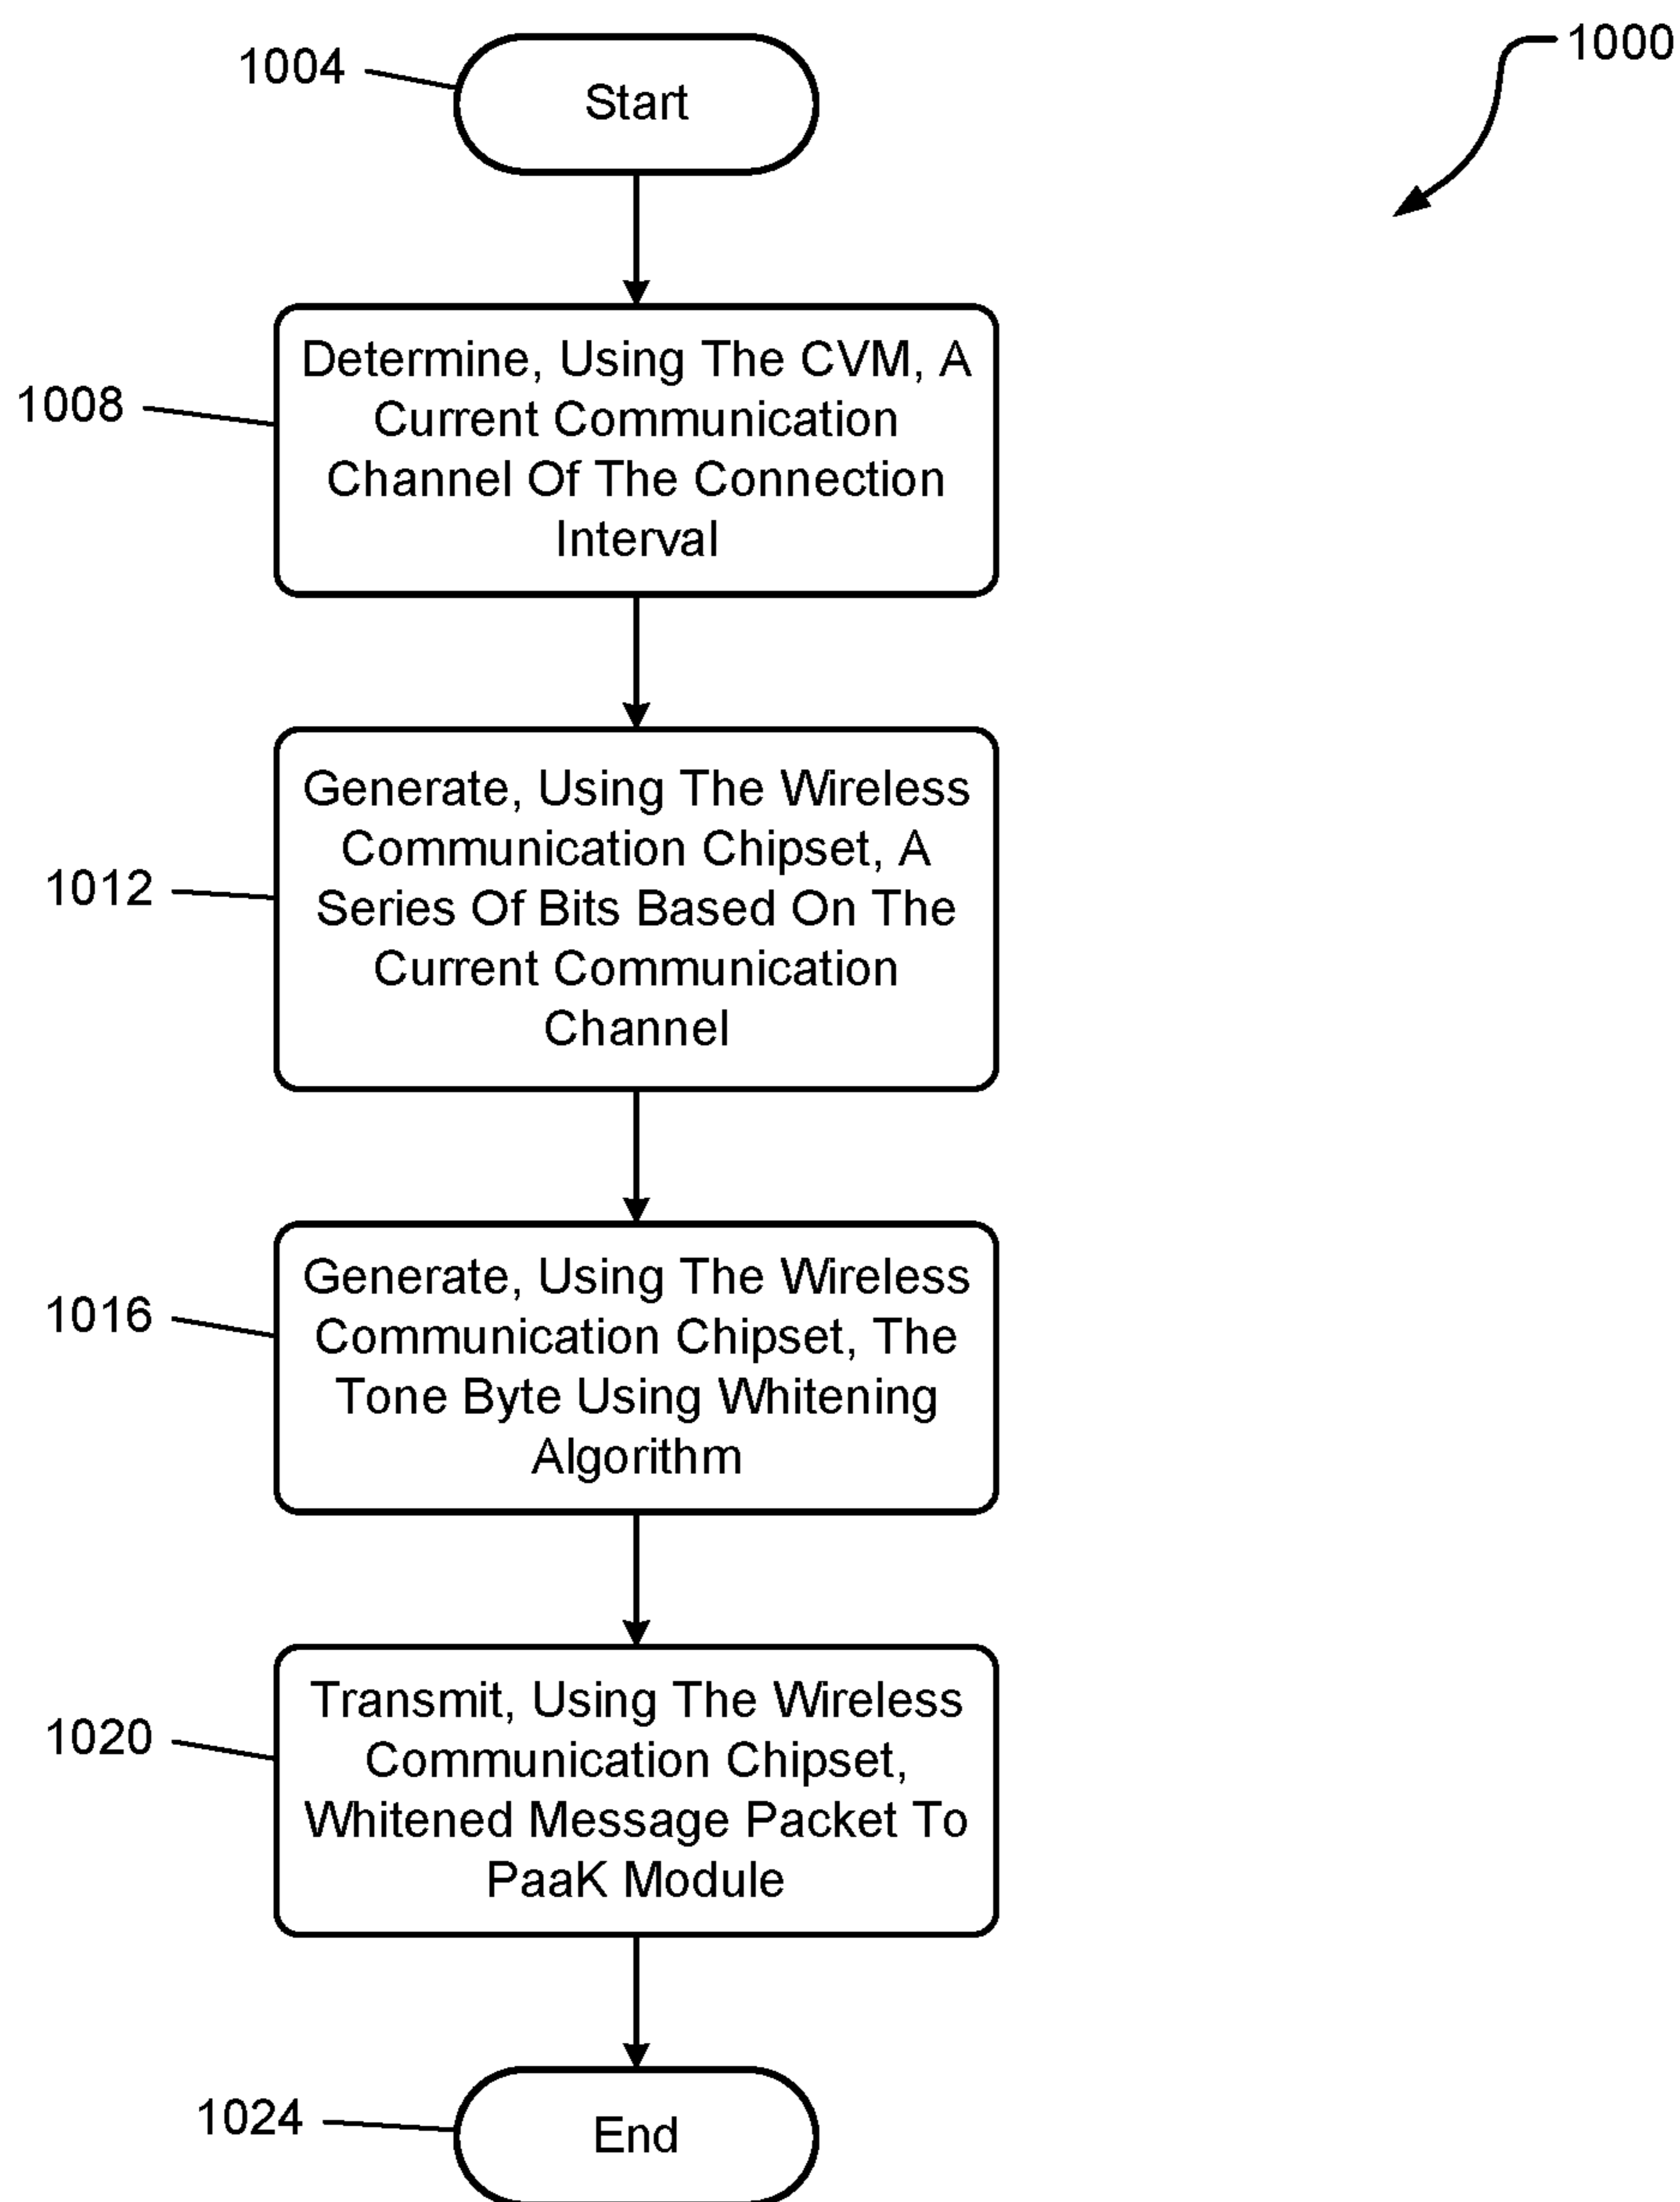 1000
1004
Start
1008
Determine, Using The CVM, A
Current Communication
Channel Of The Connection
Interval
1012
Generate, Using The Wireless
Communication Chipset, A
Series Of Bits Based On The
Current Communication
Channel
1016
Generate, Using The Wireless
Communication Chipset, The
Tone Byte Using Whitening
Algorithm
1020
Transmit, Using The Wireless
Communication Chipset,
Whitened Message Packet To
PaaK Module
1024
End